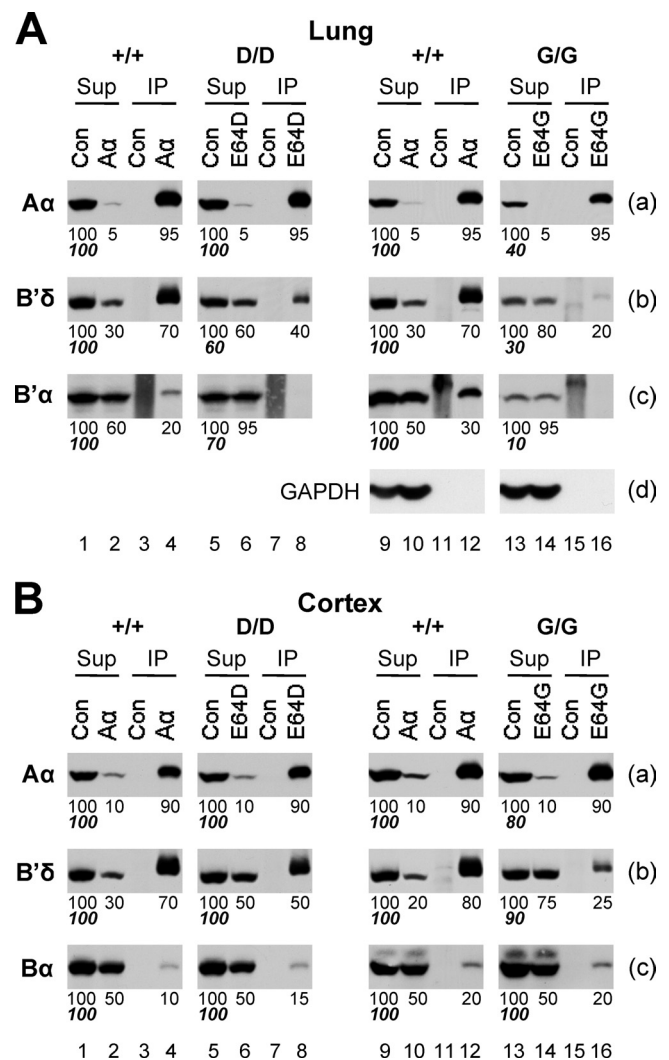 A Lung
+/+ D/D +/+ G/G
Sup IP Sup IP Sup IP Sup IP
Con Aα Con Aα Con E64D Con E64D Con Aα Con Aα Con E64G Con E64G
Aα (a)
100 5 95 100 5 95 100 5 95 100 5 95
100 100 100 40
B'δ (b)
100 30 70 100 60 40 100 30 70 100 80 20
100 60 100 30
B'α (c)
100 60 20 100 95 100 50 30 100 95
100 70 100 10
GAPDH (d)
1 2 3 4 5 6 7 8 9 10 11 12 13 14 15 16
B Cortex
+/+ D/D +/+ G/G
Sup IP Sup IP Sup IP Sup IP
Con Aα Con Aα Con E64D Con E64D Con Aα Con Aα Con E64G Con E64G
Aα (a)
100 10 90 100 10 90 100 10 90 100 10 90
100 100 100 80
B'δ (b)
100 30 70 100 50 50 100 20 80 100 75 25
100 100 100 90
Bα (c)
100 50 10 100 50 15 100 50 20 100 50 20
100 100 100 100
1 2 3 4 5 6 7 8 9 10 11 12 13 14 15 16